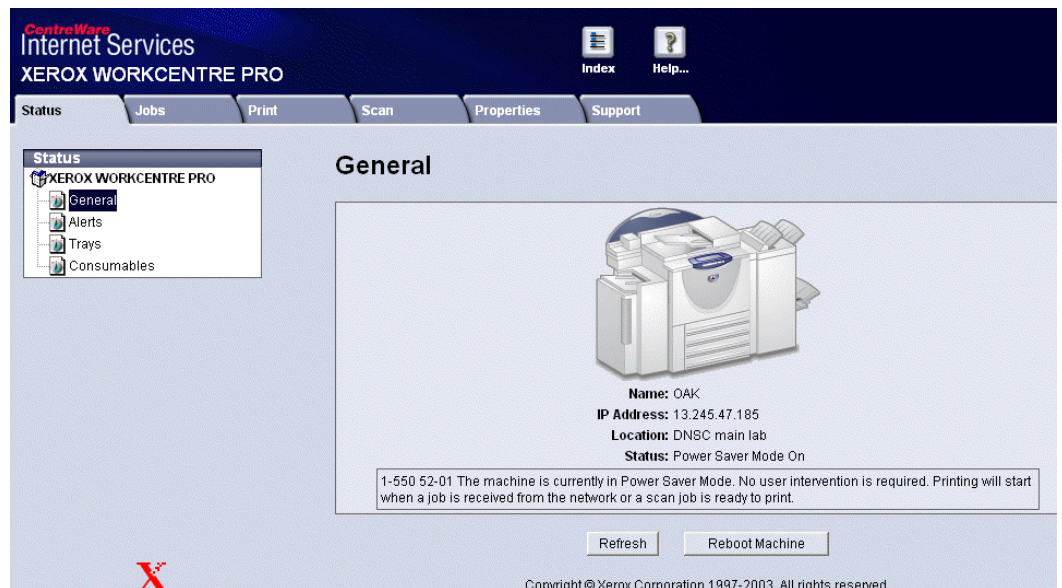 CentreWare
Internet Services
XEROX WORKCENTRE PRO
Index Help...
Status Jobs Print Scan Properties Support
Status
XEROX WORKCENTRE PRO
General
Alerts
Trays
Consumables
General
Name: OAK
IP Address: 13.245.47.185
Location: DNSC main lab
Status: Power Saver Mode On
1-550 52-01 The machine is currently in Power Saver Mode. No user intervention is required. Printing will start
when a job is received from the network or a scan job is ready to print.
Refresh Reboot Machine
X
Copyright © Xerox Corporation 1997-2003. All rights reserved.